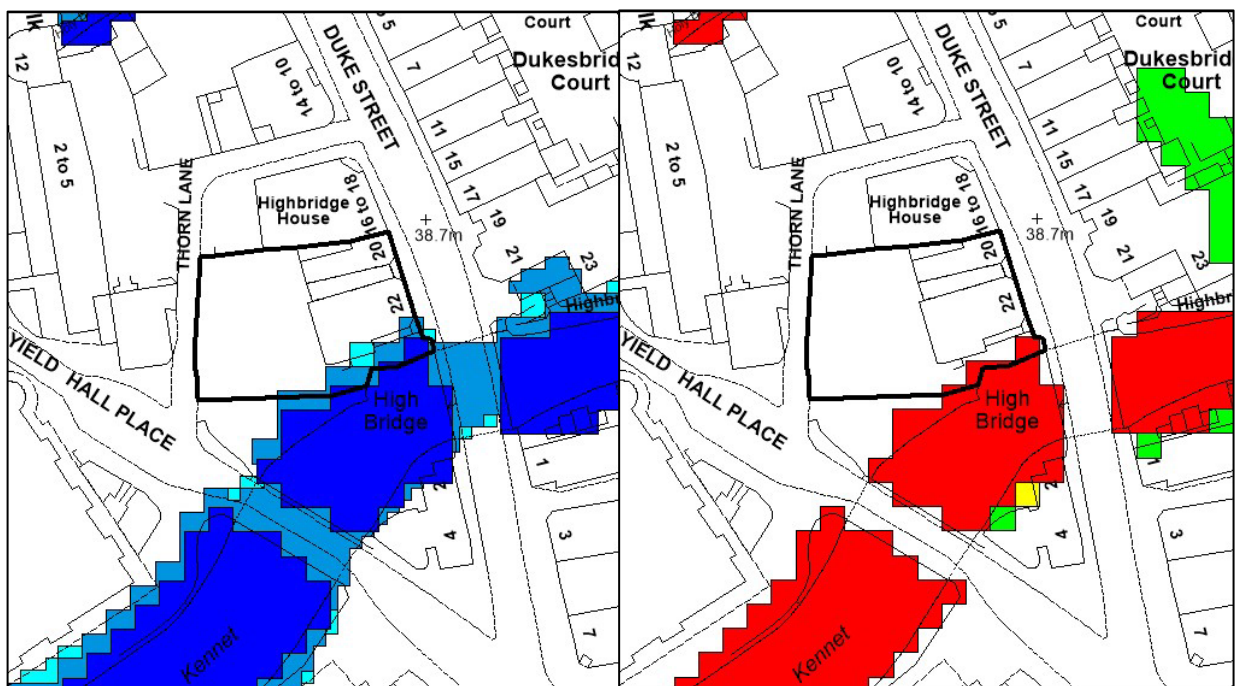 lk
12
2 to 5
14 to 10
DUKE STREET
5
7
11
15
17
19
21
23
Court
Dukesbrid
Court
THORN LANE
Highbridge
House
16 to 18
20
22
38.7m
Highbr
YIELD HALL PLACE
High
Bridge
2
4
1
3
7
Kennet
lk
12
2 to 5
14 to 10
DUKE STREET
5
7
11
15
17
19
21
23
Court
Dukesbrid
Court
THORN LANE
Highbridge
House
16 to 18
20
22
38.7m
Highbr
YIELD HALL PLACE
High
Bridge
2
4
1
3
7
Kennet